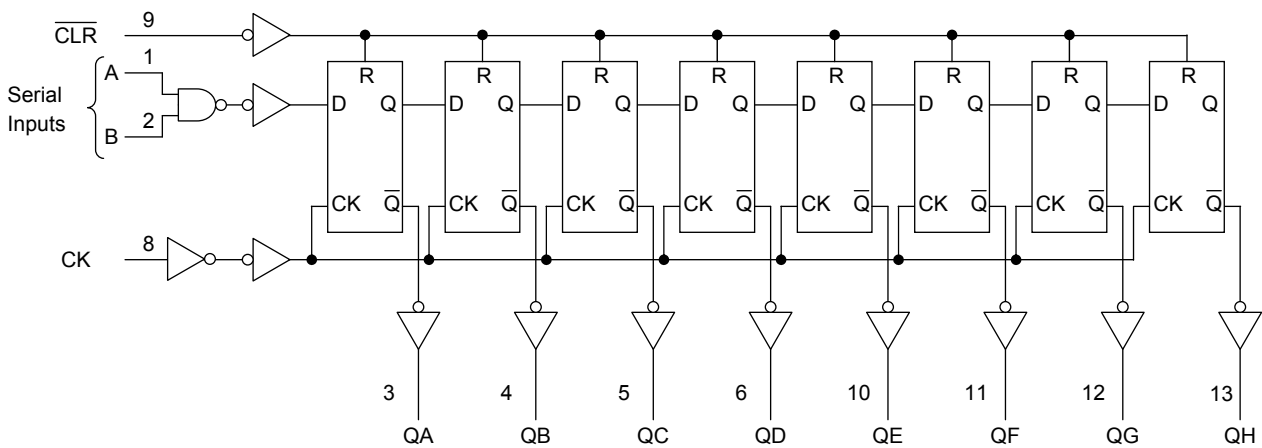 9
C̅L̅R̅
1
A
Serial
Inputs
2
B
R R R R R R R R
D Q D Q D Q D Q D Q D Q D Q D Q
CK Q̅ CK Q̅ CK Q̅ CK Q̅ CK Q̅ CK Q̅ CK Q̅ CK Q̅
8
CK
3 4 5 6 10 11 12 13
QA QB QC QD QE QF QG QH